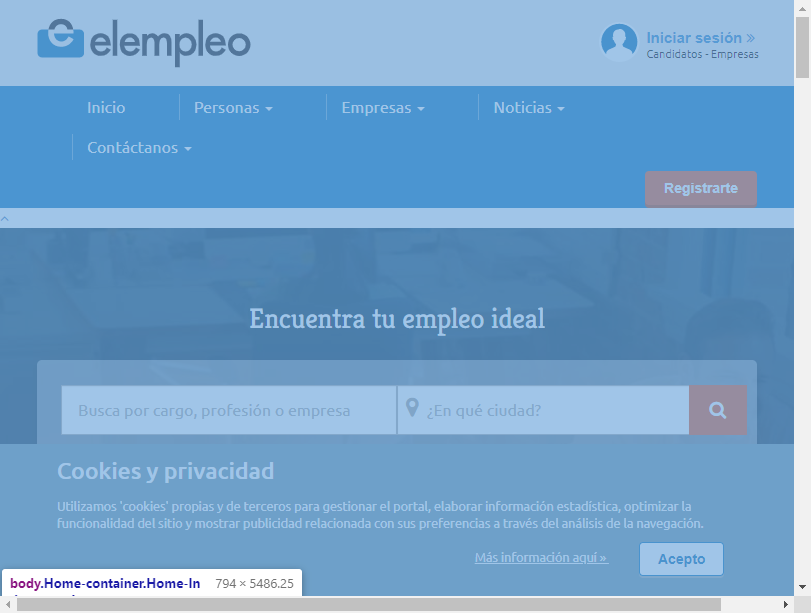 elempleo
Iniciar sesión »
Candidatos - Empresas
Inicio
Personas
Empresas
Noticias
Contáctanos
Registrarte
Encuentra tu empleo ideal
Busca por cargo, profesión o empresa
¿En qué ciudad?
Cookies y privacidad
Utilizamos 'cookies' propias y de terceros para gestionar el portal, elaborar información estadística, optimizar la
funcionalidad del sitio y mostrar publicidad relacionada con sus preferencias a través del análisis de la navegación.
Más información aquí »
Acepto
body.Home-container.Home-In 794 × 5486.25